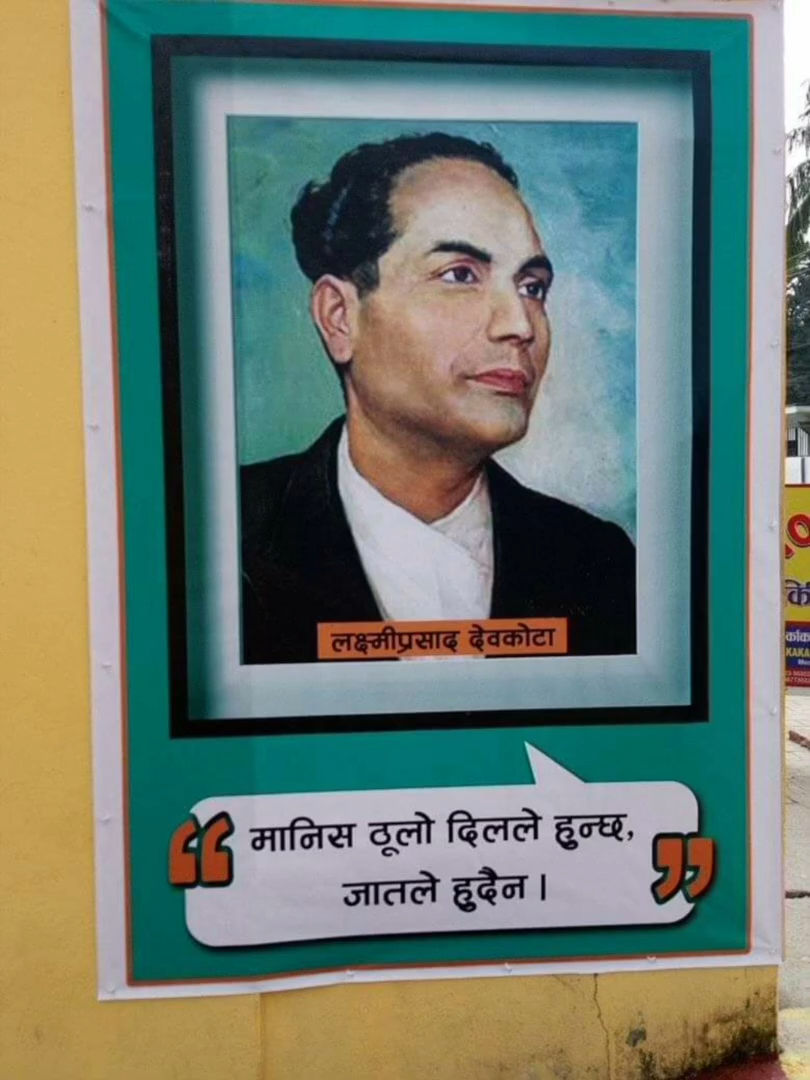 लक्ष्मीप्रसाद देवकोटा
मानिस ठूलो दिलले हुन्छ,
जातले हुदैन ।